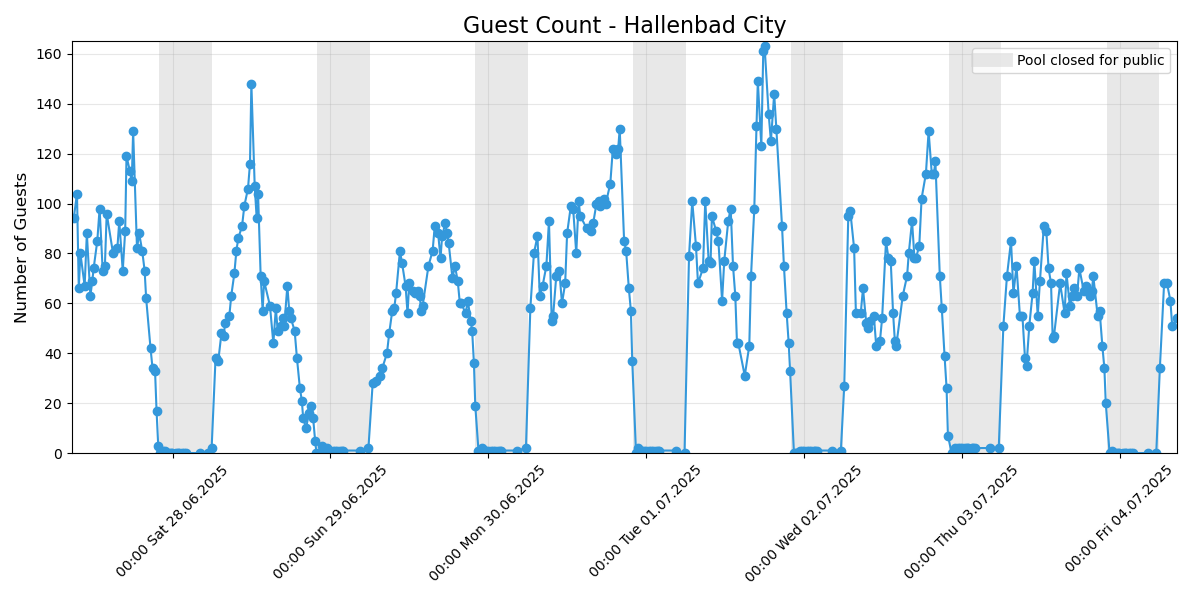 Guest Count - Hallenbad City
Pool closed for public
Number of Guests
160
140
120
100
80
60
40
20
0
00:00 Sat 28.06.2025
00:00 Sun 29.06.2025
00:00 Mon 30.06.2025
00:00 Tue 01.07.2025
00:00 Wed 02.07.2025
00:00 Thu 03.07.2025
00:00 Fri 04.07.2025